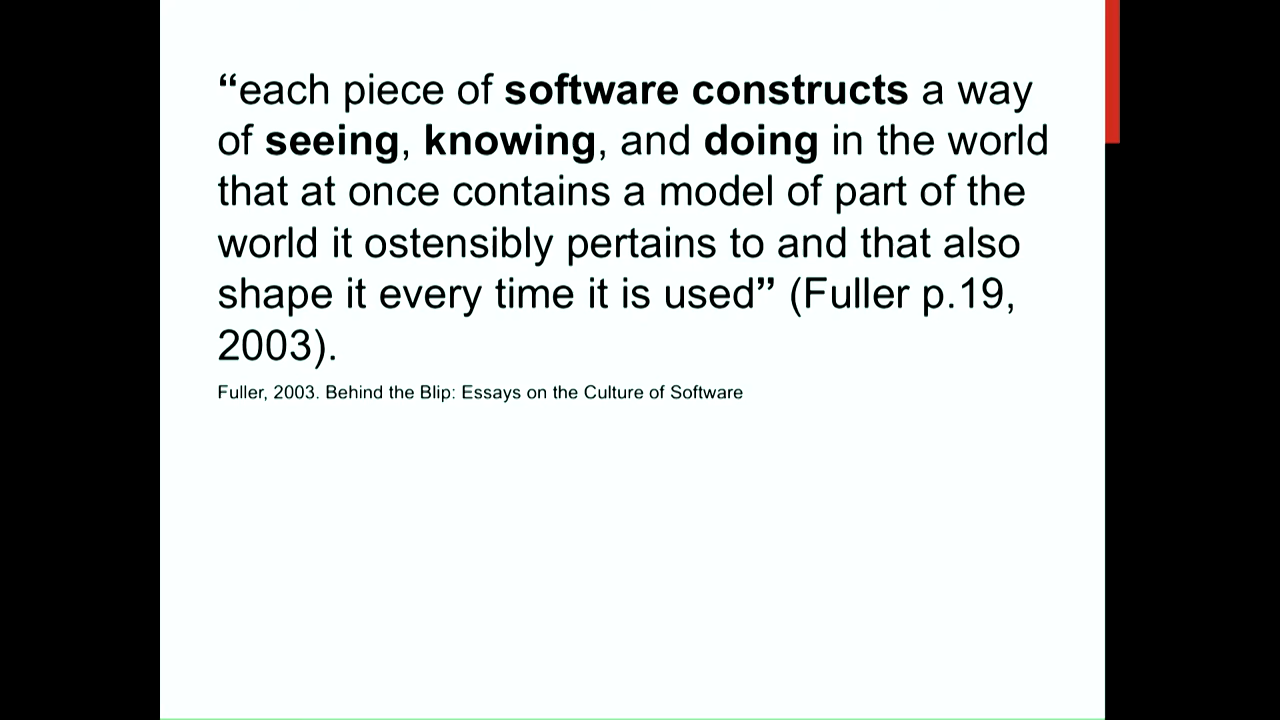 “each piece of software constructs a way
of seeing, knowing, and doing in the world
that at once contains a model of part of the
world it ostensibly pertains to and that also
shape it every time it is used” (Fuller p.19,
2003).
Fuller, 2003. Behind the Blip: Essays on the Culture of Software